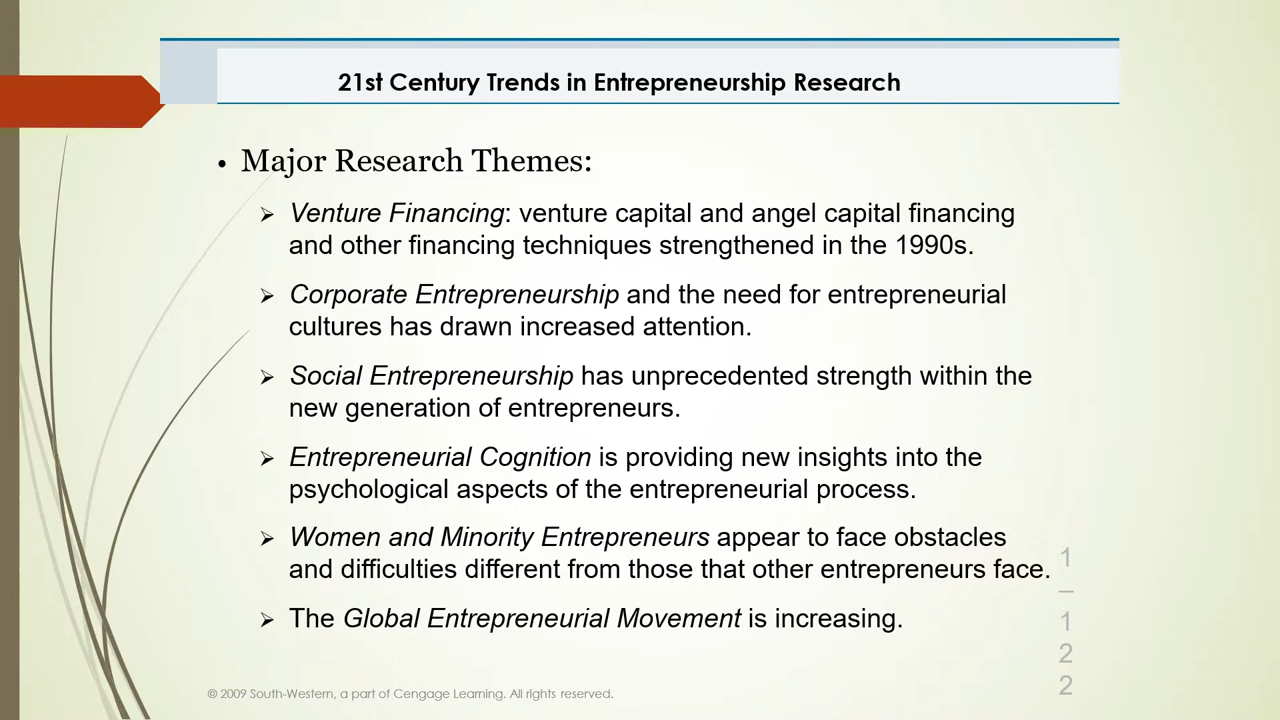 21st Century Trends in Entrepreneurship Research
• Major Research Themes:
➢ Venture Financing: venture capital and angel capital financing
and other financing techniques strengthened in the 1990s.
➢ Corporate Entrepreneurship and the need for entrepreneurial
cultures has drawn increased attention.
➢ Social Entrepreneurship has unprecedented strength within the
new generation of entrepreneurs.
➢ Entrepreneurial Cognition is providing new insights into the
psychological aspects of the entrepreneurial process.
➢ Women and Minority Entrepreneurs appear to face obstacles
and difficulties different from those that other entrepreneurs face.
➢ The Global Entrepreneurial Movement is increasing.
1
–
1
2
2
© 2009 South-Western, a part of Cengage Learning. All rights reserved.